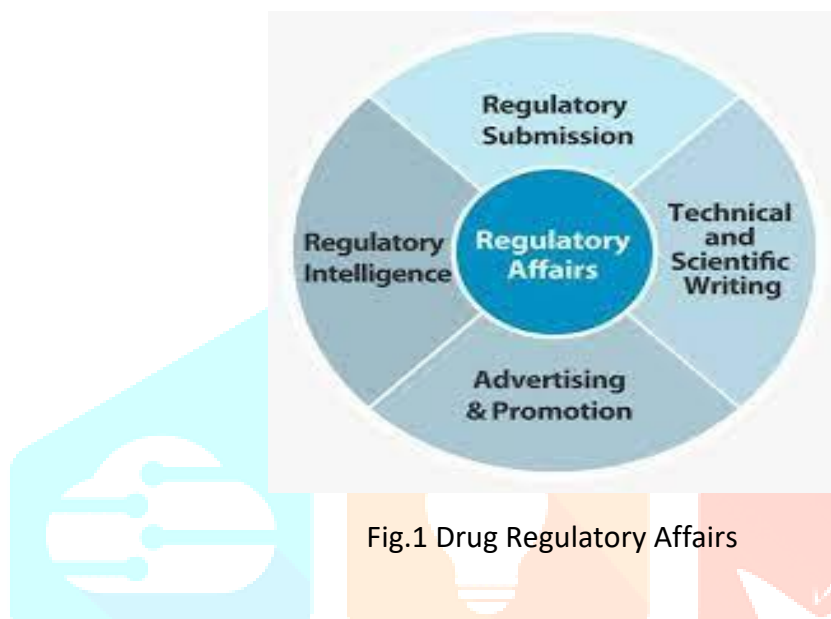 Regulatory
Submission
Technical
and
Scientific
Writing
Regulatory
Intelligence
Regulatory
Affairs
Advertising
& Promotion
Fig.1 Drug Regulatory Affairs